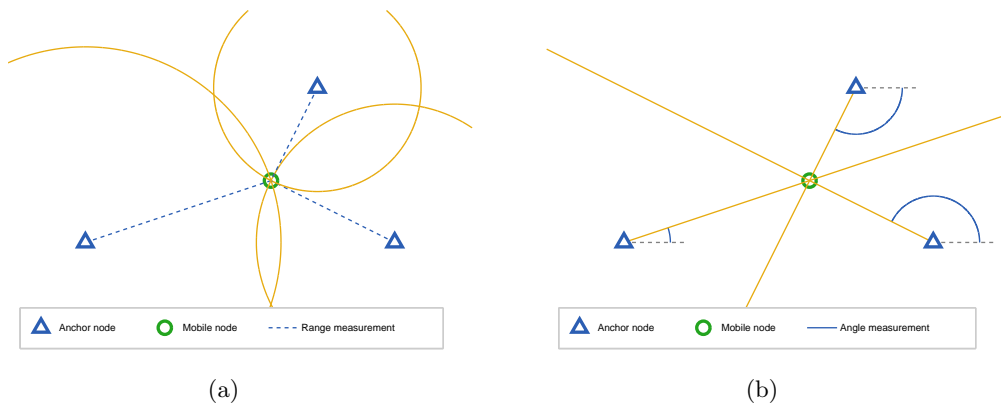 Anchor node Mobile node Range measurement
Anchor node Mobile node Angle measurement
(a)
(b)